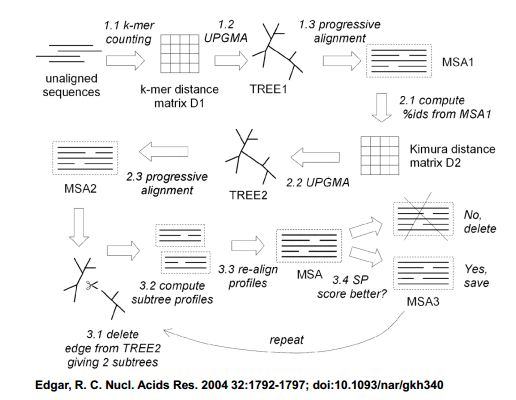 1.1 k-mer
counting
1.2
UPGMA
1.3 progressive
alignment
unaligned
sequences
k-mer distance
matrix D1
TREE1
MSA1
2.1 compute
%ids from MSA1
Kimura distance
matrix D2
2.2 UPGMA
TREE2
2.3 progressive
alignment
MSA2
3.1 delete
edge from TREE2
giving 2 subtrees
3.2 compute
subtree profiles
3.3 re-align
profiles
MSA
3.4 SP
score better?
No,
delete
Yes,
save
MSA3
repeat
Edgar, R. C. Nucl. Acids Res. 2004 32:1792-1797; doi:10.1093/nar/gkh340